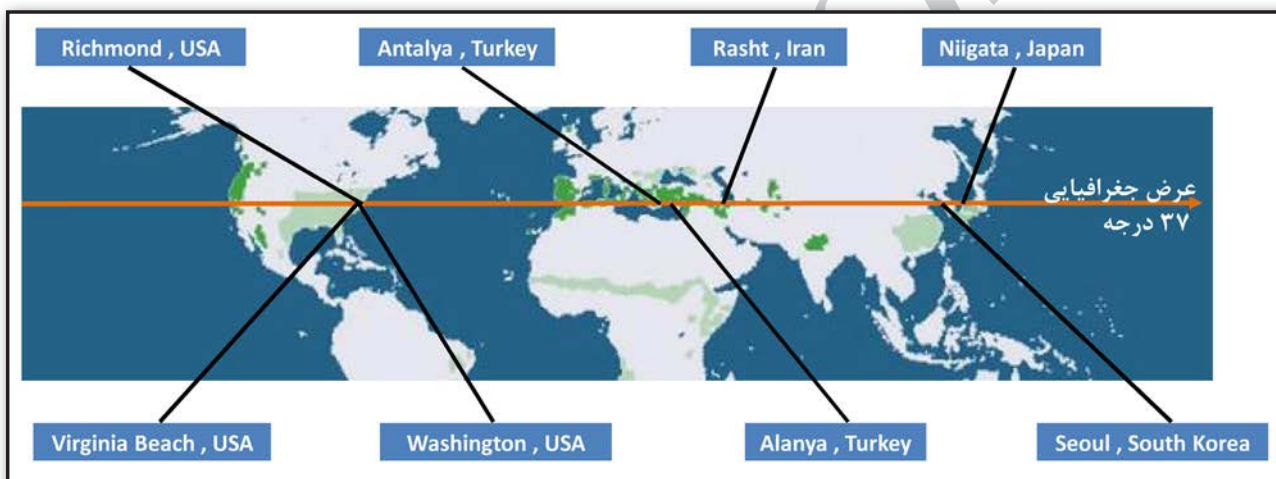 Richmond , USA
Antalya , Turkey
Rasht , Iran
Niigata , Japan
عرض جغرافیایی
۳۷ درجه
Virginia Beach , USA
Washington , USA
Alanya , Turkey
Seoul , South Korea